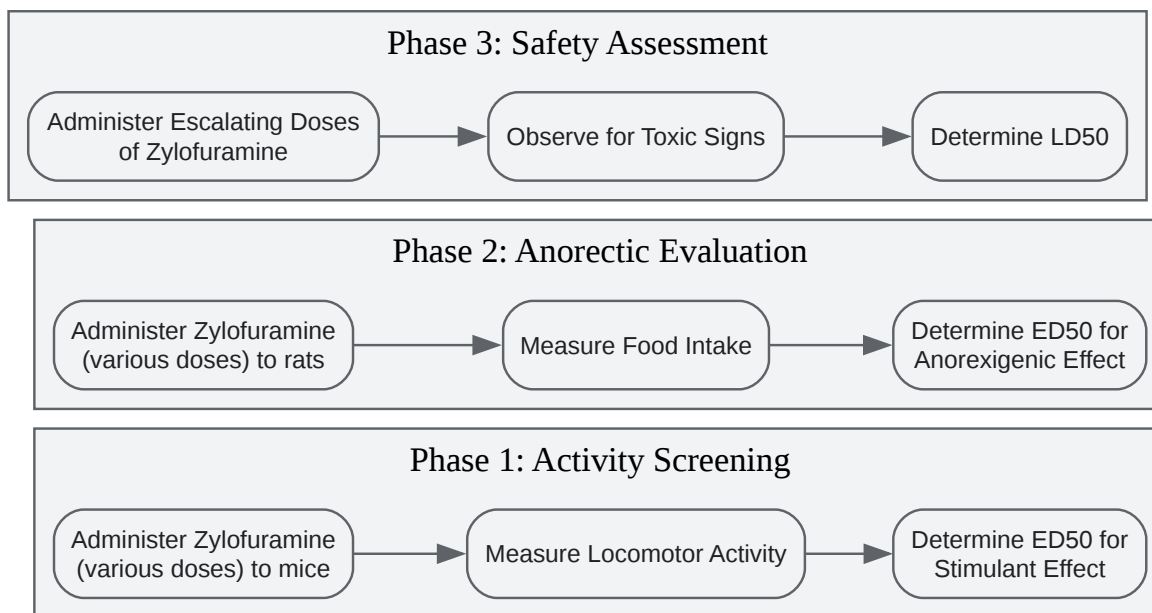 Phase 3: Safety Assessment
Administer Escalating Doses
of Zylofuramine
Observe for Toxic Signs
Determine LD50
Phase 2: Anorectic Evaluation
Administer Zylofuramine
(various doses) to rats
Measure Food Intake
Determine ED50 for
Anorexigenic Effect
Phase 1: Activity Screening
Administer Zylofuramine
(various doses) to mice
Measure Locomotor Activity
Determine ED50 for
Stimulant Effect